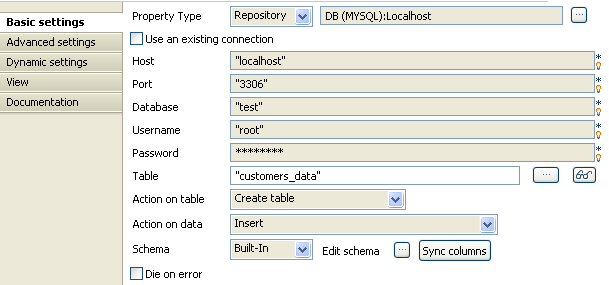 Basic settings
Advanced settings
Dynamic settings
View
Documentation
Property Type Repository DB (MYSQL):Localhost ...
Use an existing connection
Host "localhost" *
Port "3306" *
Database "test" *
Username "root" *
Password ******** *
Table "customers_data" ...
Action on table Create table
Action on data Insert
Schema Built-In Edit schema ... Sync columns
Die on error